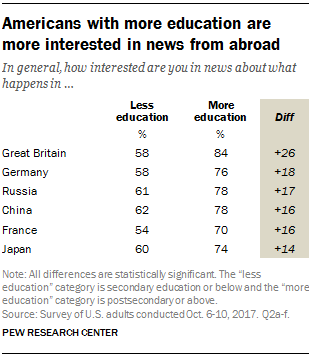 Americans with more education are
more interested in news from abroad
In general, how interested are you in news about what
happens in ...
Less education More education Diff
% %
Great Britain 58 84 +26
Germany 58 76 +18
Russia 61 78 +17
China 62 78 +16
France 54 70 +16
Japan 60 74 +14
Note: All differences are statistically significant. The “less
education” category is secondary education or below and the “more
education” category is postsecondary or above.
Source: Survey of U.S. adults conducted Oct. 6-10, 2017. Q2a-f.
PEW RESEARCH CENTER